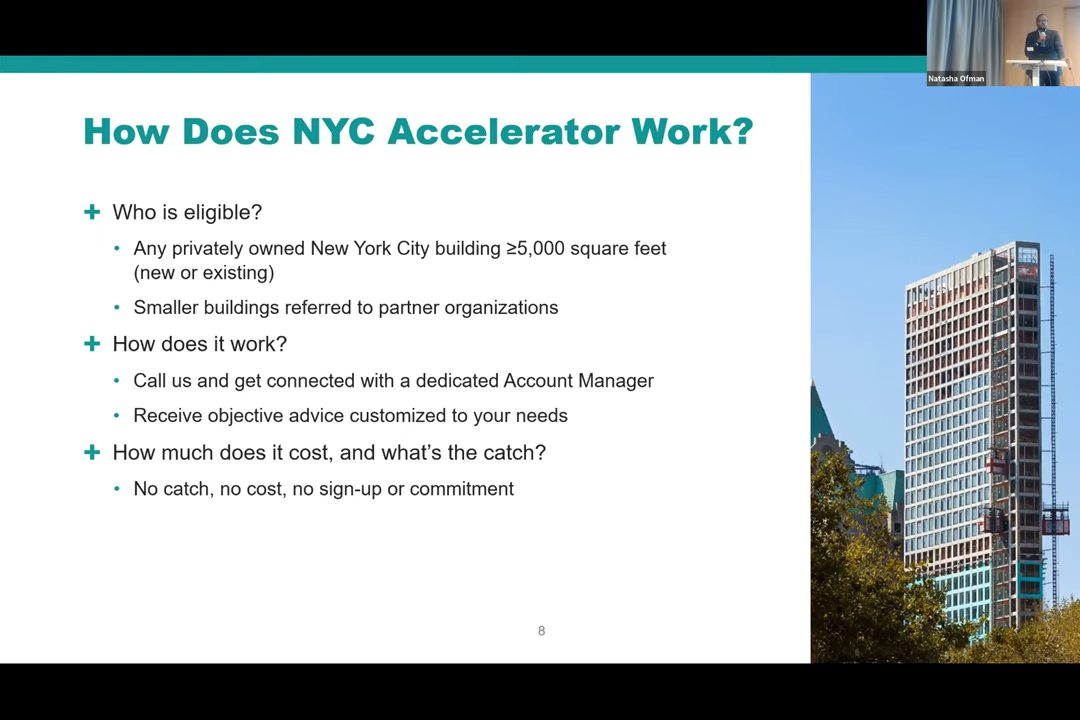 Natasha Ofman
How Does NYC Accelerator Work?
Who is eligible?
Any privately owned New York City building ≥5,000 square feet
(new or existing)
Smaller buildings referred to partner organizations
How does it work?
Call us and get connected with a dedicated Account Manager
Receive objective advice customized to your needs
How much does it cost, and what’s the catch?
No catch, no cost, no sign-up or commitment
8